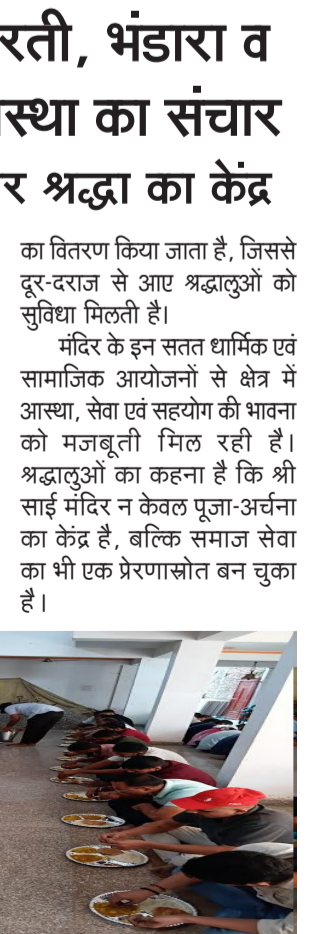 रती, भंडारा व
स्था का संचार
र श्रद्धा का केंद्र
का वितरण किया जाता है, जिससे
दूर-दराज से आए श्रद्धालुओं को
सुविधा मिलती है।
मंदिर के इन सतत धार्मिक एवं
सामाजिक आयोजनों से क्षेत्र में
आस्था, सेवा एवं सहयोग की भावना
को मजबूती मिल रही है।
श्रद्धालुओं का कहना है कि श्री
साई मंदिर न केवल पूजा-अर्चना
का केंद्र है, बल्कि समाज सेवा
का भी एक प्रेरणास्रोत बन चुका
है।